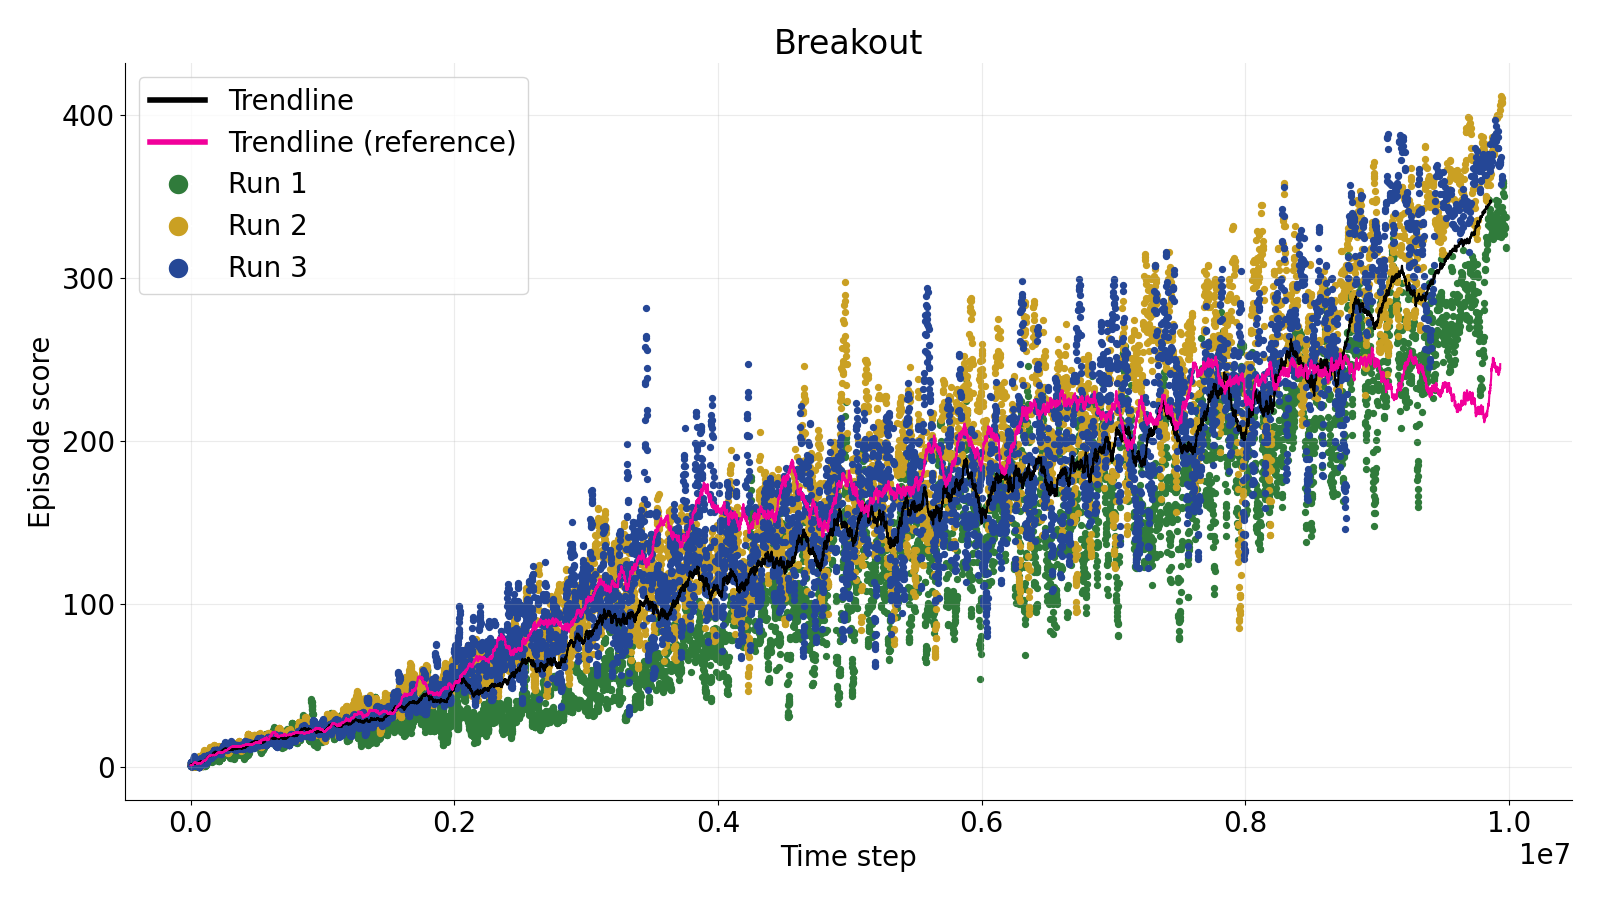 Breakout
Trendline
Trendline (reference)
Run 1
Run 2
Run 3
Episode score
400
300
200
100
0
0.0 0.2 0.4 0.6 0.8 1.0
1e7
Time step